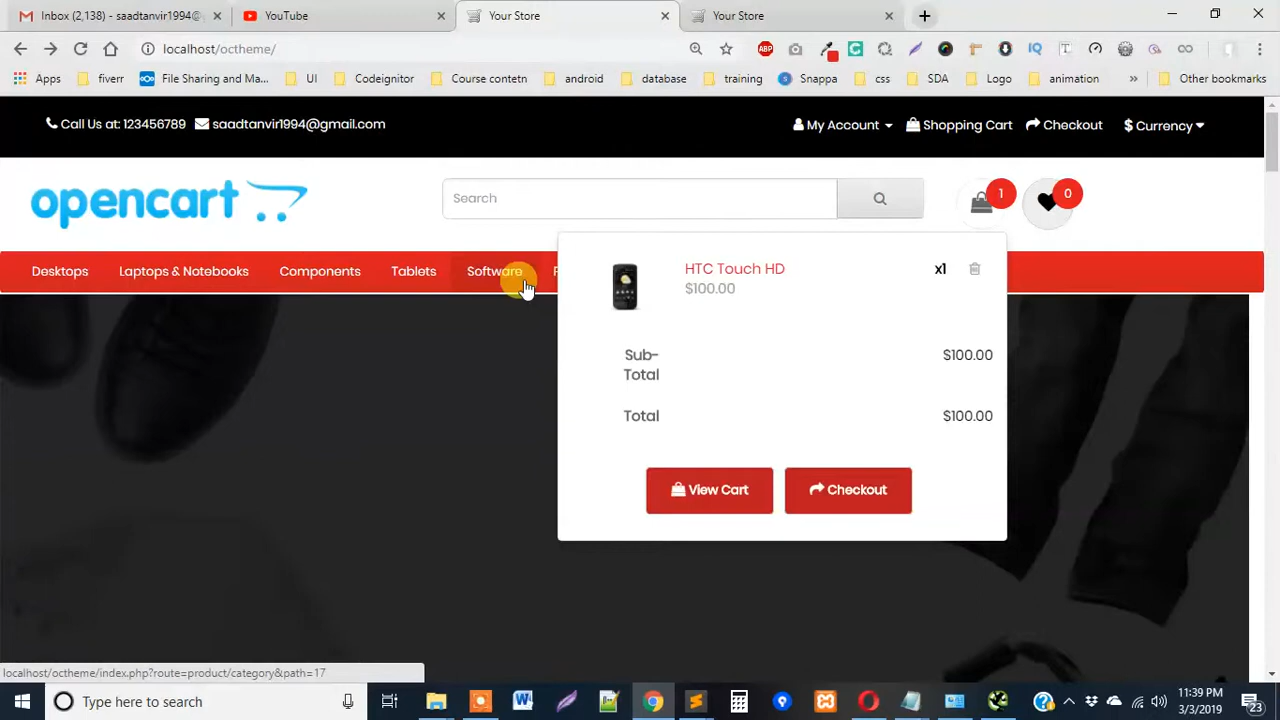 Inbox (2,138) - saadtanvir1994@
YouTube
Your Store
Your Store
localhost/octheme/
ABP
IQ
Apps
fiverr
File Sharing and Ma...
UI
Codeignitor
Course contetn
android
database
training
Snappa
css
SDA
Logo
animation
»
Other bookmarks
Call Us at: 123456789
saadtanvir1994@gmail.com
My Account
Shopping Cart
Checkout
$ Currency
opencart
Search
1
0
Desktops
Laptops & Notebooks
Components
Tablets
Software
HTC Touch HD
x1
$100.00
Sub-
Total
$100.00
Total
$100.00
View Cart
Checkout
localhost/octheme/index.php?route=product/category&path=17
Type here to search
11:39 PM
3/3/2019
23